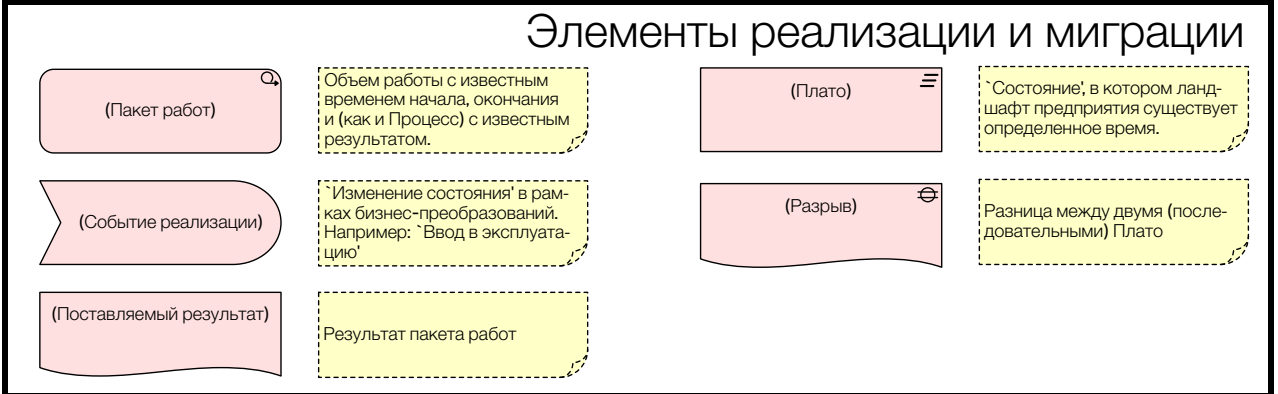 Элементы реализации и миграции
(Пакет работ)
Объем работы с известным
временем начала, окончания
и (как и Процесс) с известным
результатом.
(Плато)
`Состояние', в котором ланд-
шафт предприятия существует
определенное время.
(Событие реализации)
`Изменение состояния' в рам-
ках бизнес-преобразований.
Например: `Ввод в эксплуата-
цию'
(Разрыв)
Разница между двумя (после-
довательными) Плато
(Поставляемый результат)
Результат пакета работ